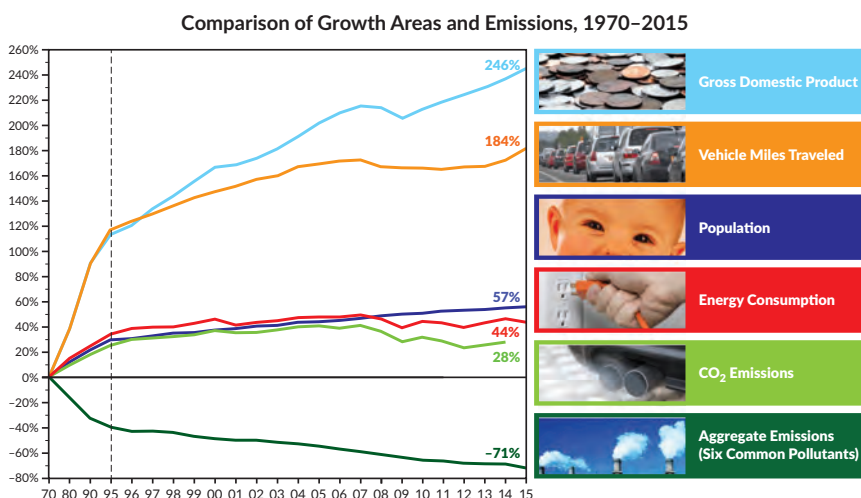 Comparison of Growth Areas and Emissions, 1970–2015
260%
240%
220%
200%
180%
160%
140%
120%
100%
80%
60%
40%
20%
0%
–20%
–40%
–60%
–80%
246%
184%
57%
44%
28%
–71%
70 80 90 95 96 97 98 99 00 01 02 03 04 05 06 07 08 09 10 11 12 13 14 15
Gross Domestic Product
Vehicle Miles Traveled
Population
Energy Consumption
CO₂ Emissions
Aggregate Emissions
(Six Common Pollutants)